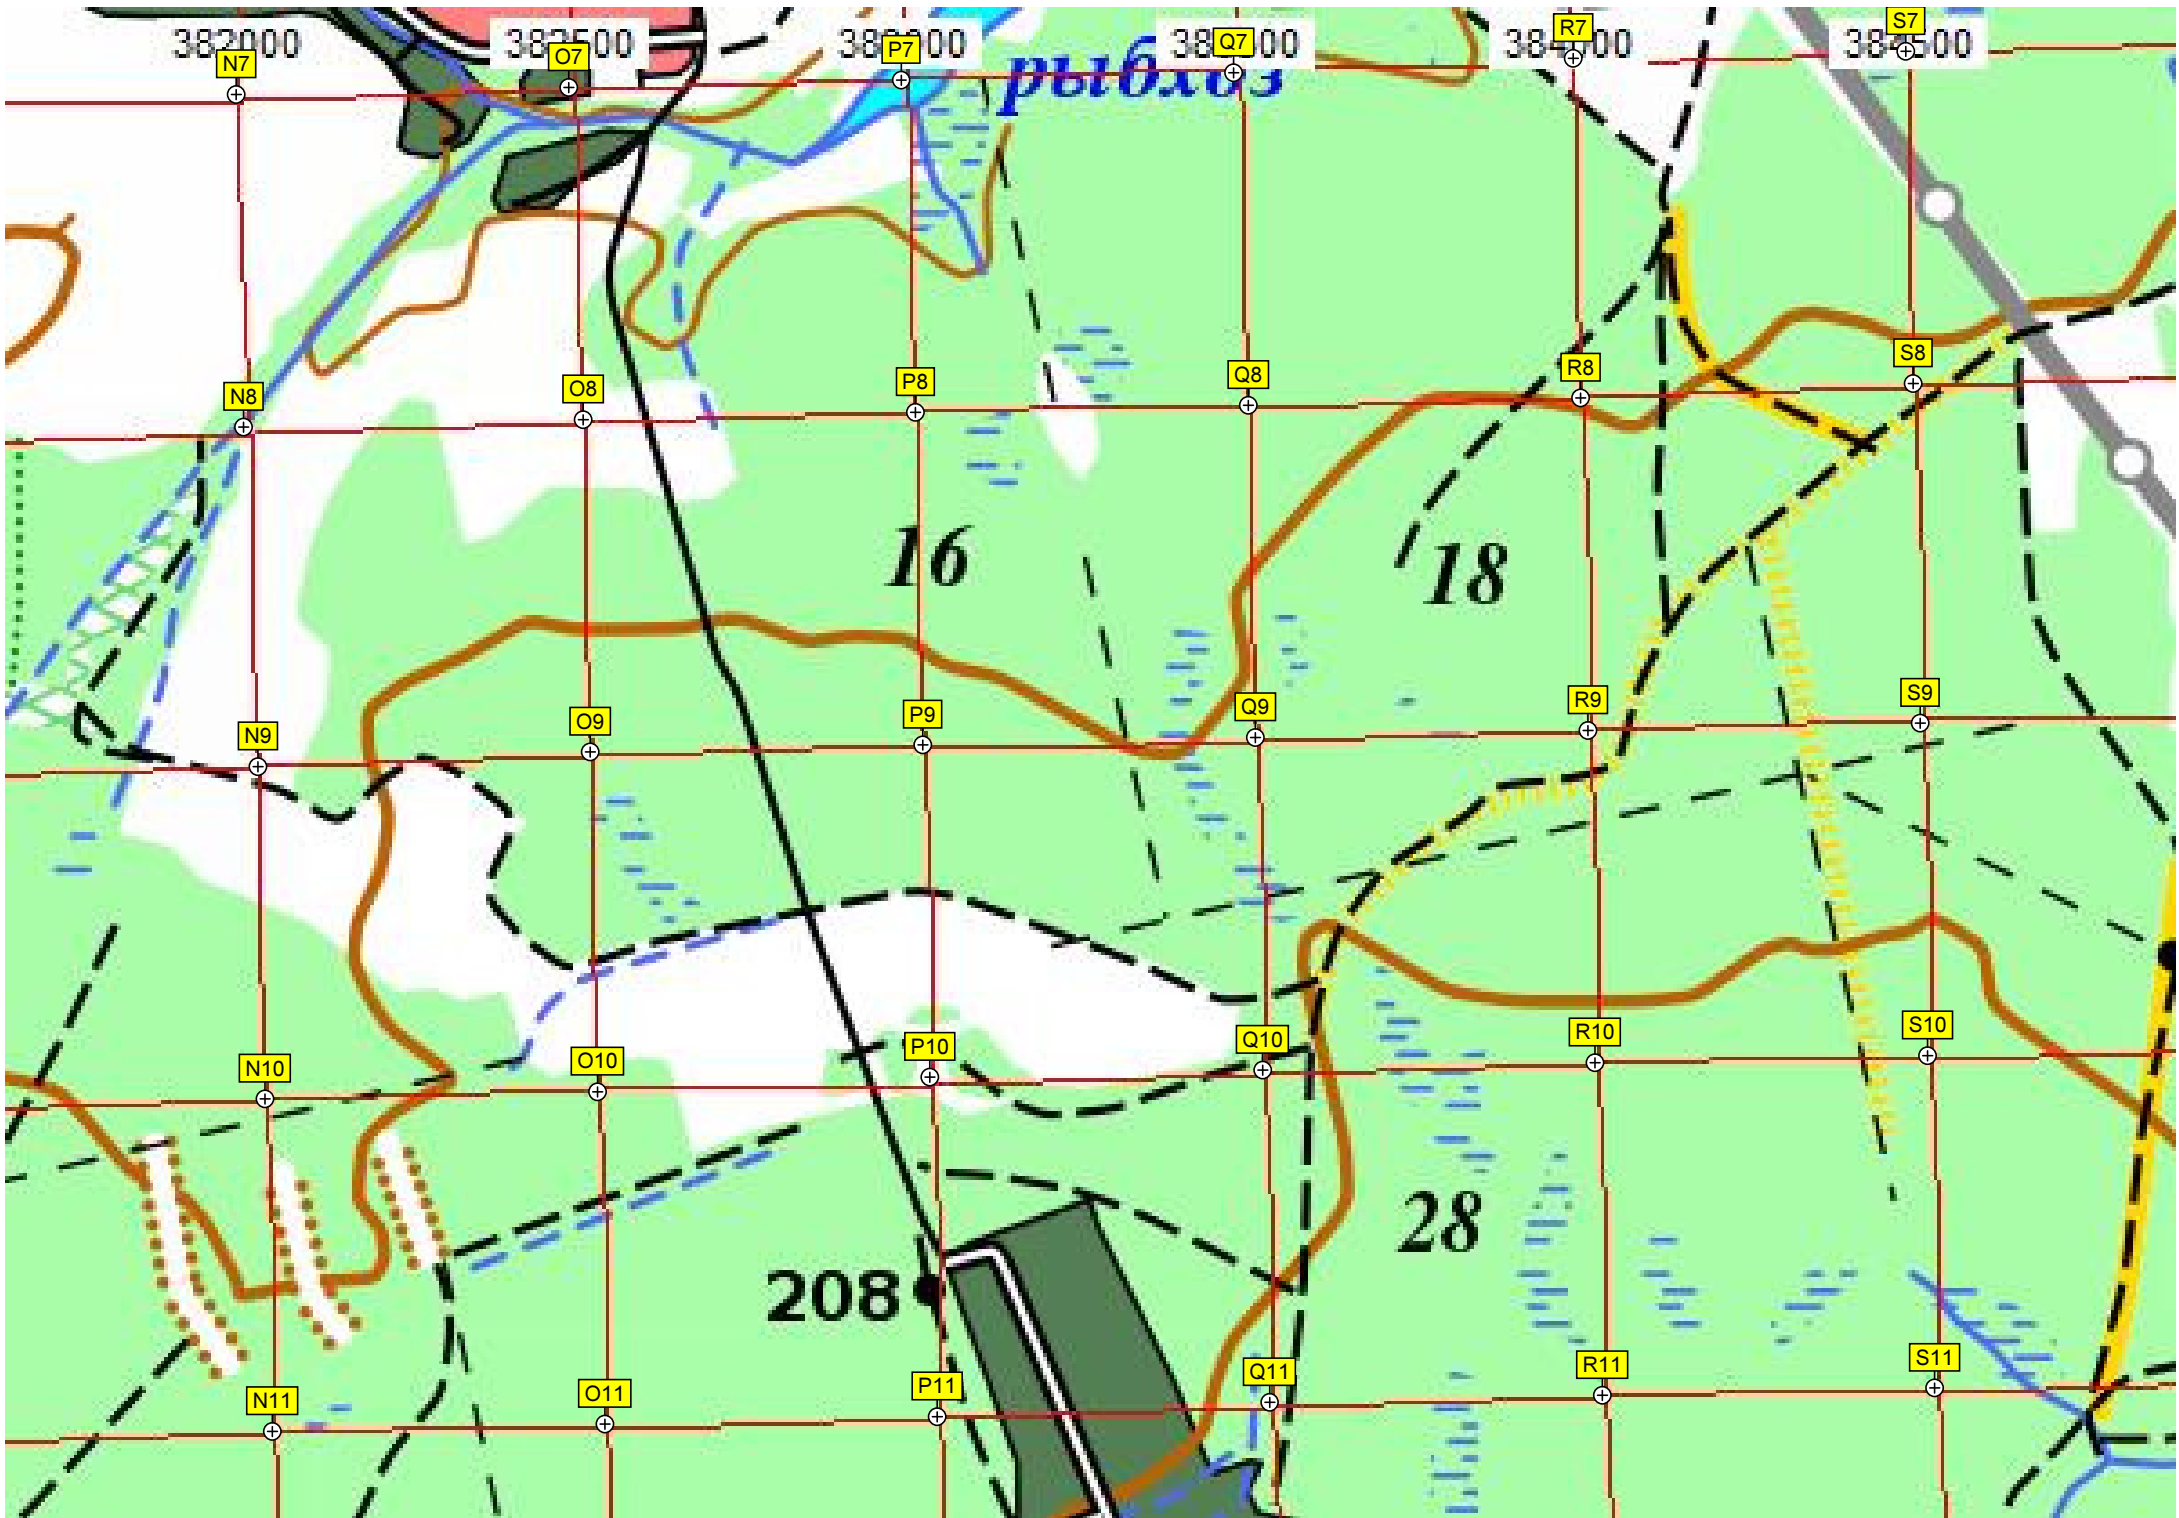 S7
R7
Q7
P7
O7
N7
382000
384500
рыбхоз
S8
R8
Q8
P8
O8
N8
16
18
S9
R9
Q9
P9
O9
N9
S10
R10
Q10
P10
O10
N10
28
208
S11
R11
Q11
P11
O11
N11